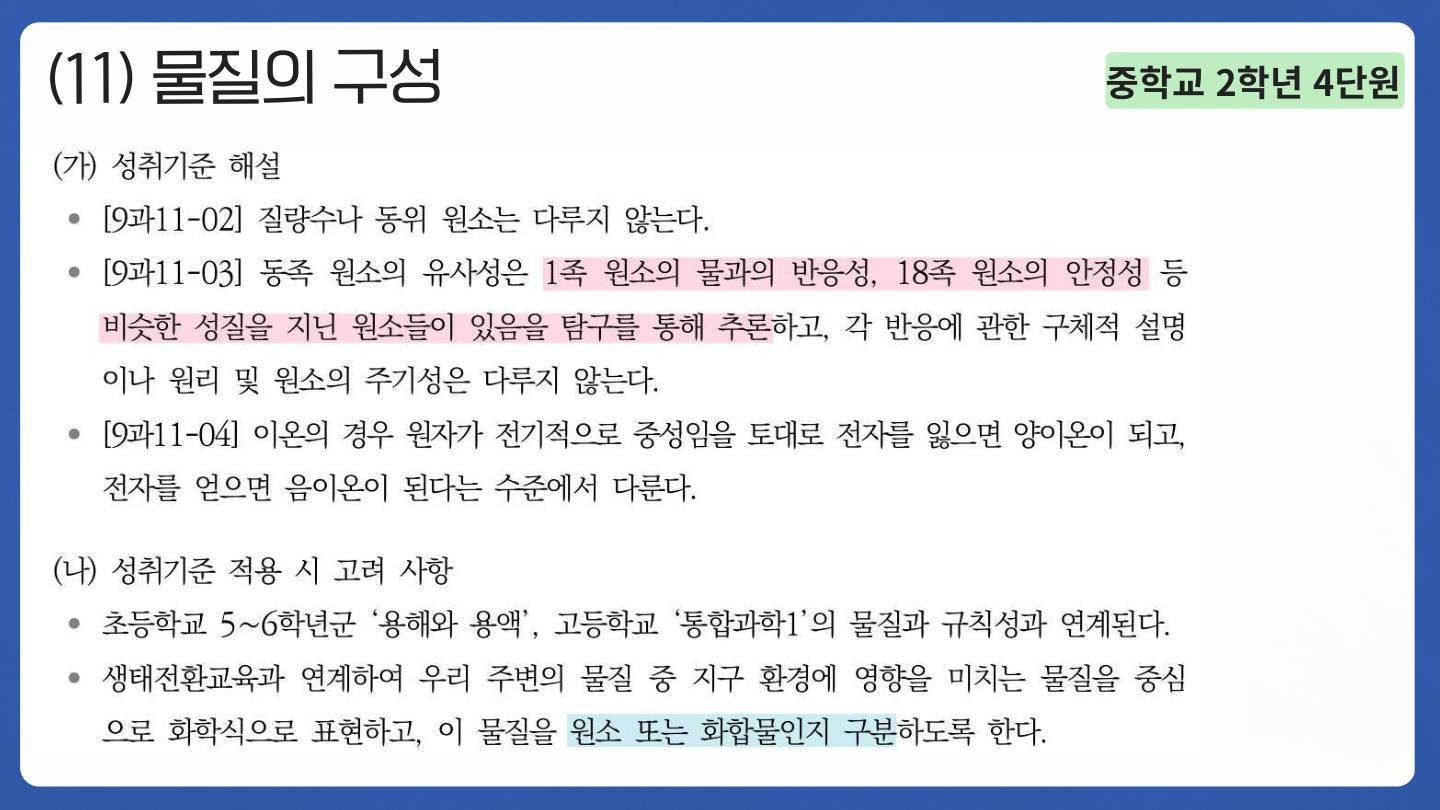 (11) 물질의 구성
중학교 2학년 4단원
(가) 성취기준 해설
• [9과11-02] 질량수나 동위 원소는 다루지 않는다.
• [9과11-03] 동족 원소의 유사성은 1족 원소의 물과의 반응성, 18족 원소의 안정성 등
비슷한 성질을 지닌 원소들이 있음을 탐구를 통해 추론하고, 각 반응에 관한 구체적 설명
이나 원리 및 원소의 주기성은 다루지 않는다.
• [9과11-04] 이온의 경우 원자가 전기적으로 중성임을 토대로 전자를 잃으면 양이온이 되고,
전자를 얻으면 음이온이 된다는 수준에서 다룬다.
(나) 성취기준 적용 시 고려 사항
• 초등학교 5~6학년군 ‘용해와 용액’, 고등학교 ‘통합과학1’의 물질과 규칙성과 연계된다.
• 생태전환교육과 연계하여 우리 주변의 물질 중 지구 환경에 영향을 미치는 물질을 중심
으로 화학식으로 표현하고, 이 물질을 원소 또는 화합물인지 구분하도록 한다.